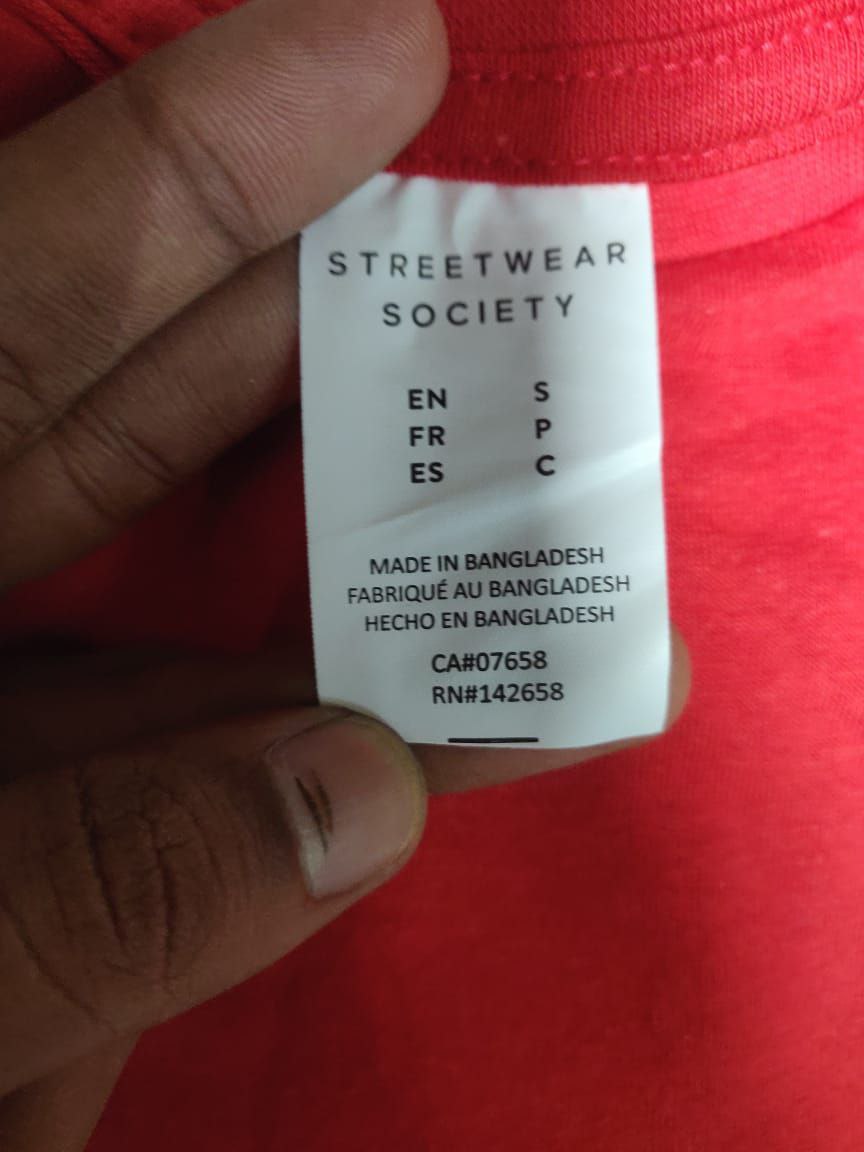 STREETWEAR
SOCIETY
EN S
FR P
ES C
MADE IN BANGLADESH
FABRIQUÉ AU BANGLADESH
HECHO EN BANGLADESH
CA#07658
RN#142658